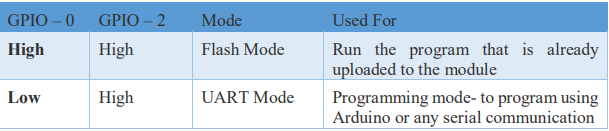 GPIO – 0 GPIO – 2 Mode Used For
High High Flash Mode Run the program that is already
uploaded to the module
Low High UART Mode Programming mode- to program using
Arduino or any serial communication